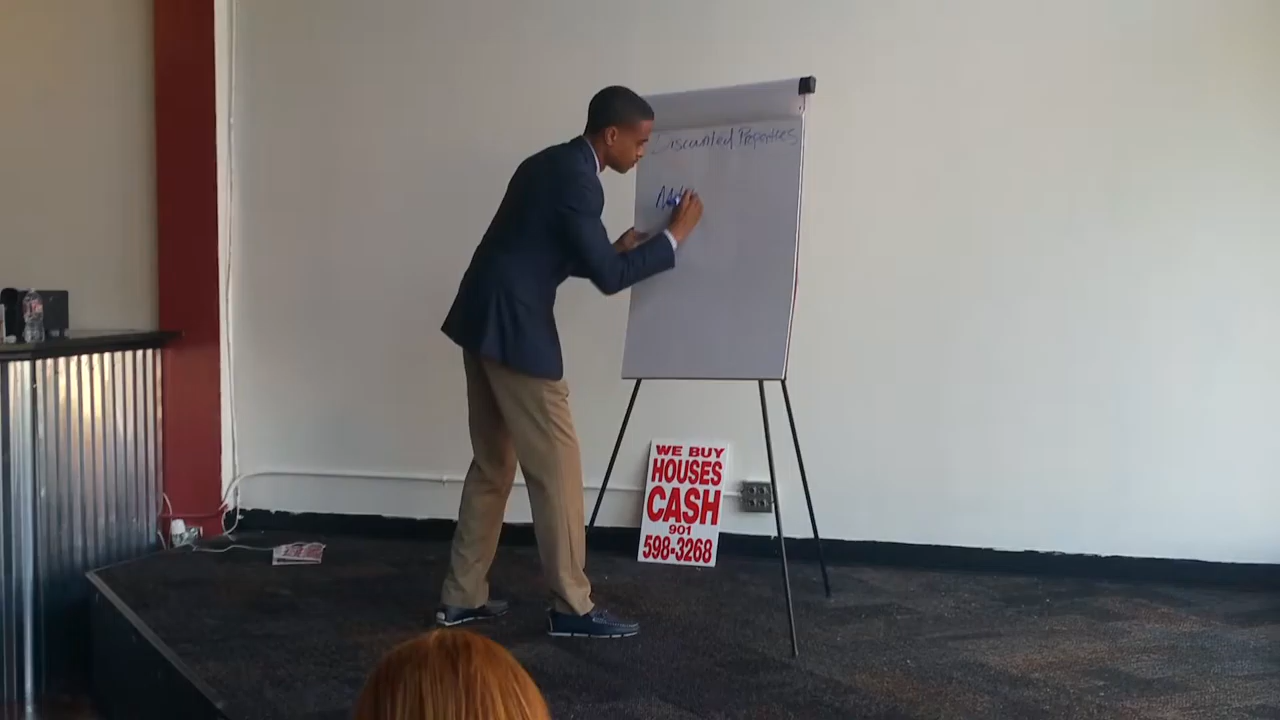 Discounted Properties
WE BUY
HOUSES
CASH
901
598-3268